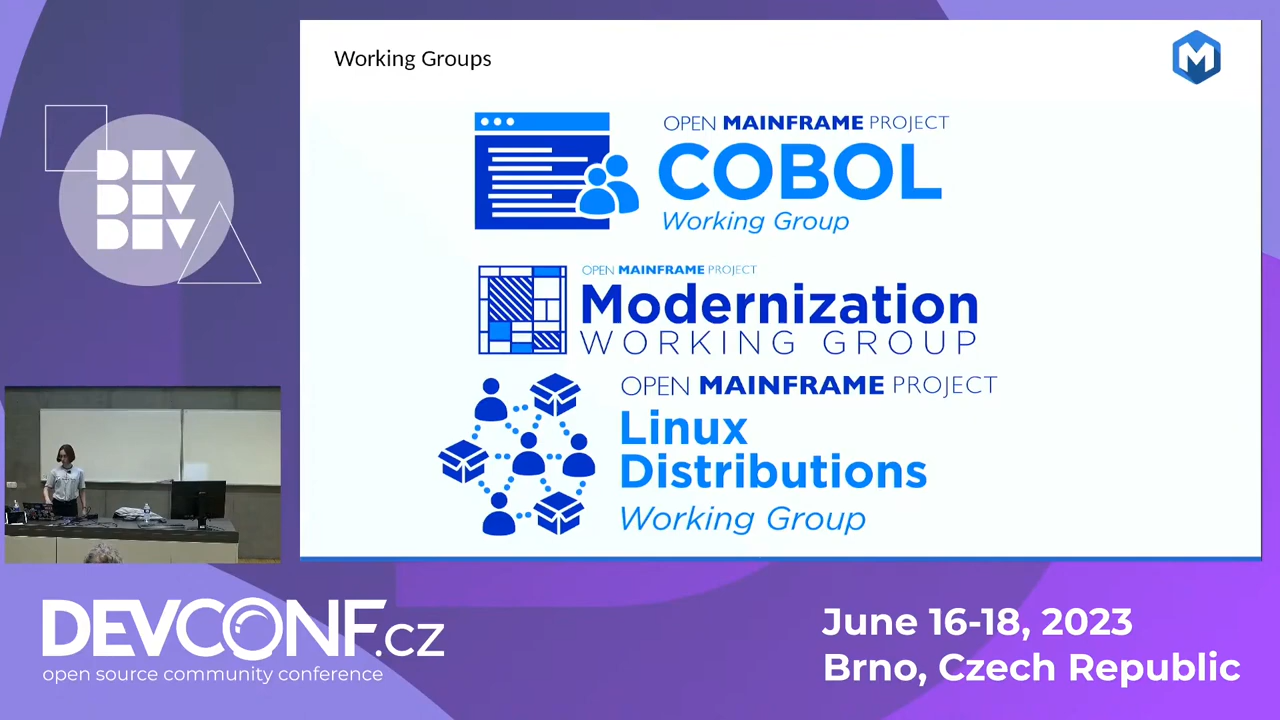 Working Groups
M
OPEN MAINFRAME PROJECT
COBOL
Working Group
OPEN MAINFRAME PROJECT
Modernization
WORKING GROUP
OPEN MAINFRAME PROJECT
Linux
Distributions
Working Group
DEV
DEV
DEV
DEVCONF.cz
open source community conference
June 16-18, 2023
Brno, Czech Republic